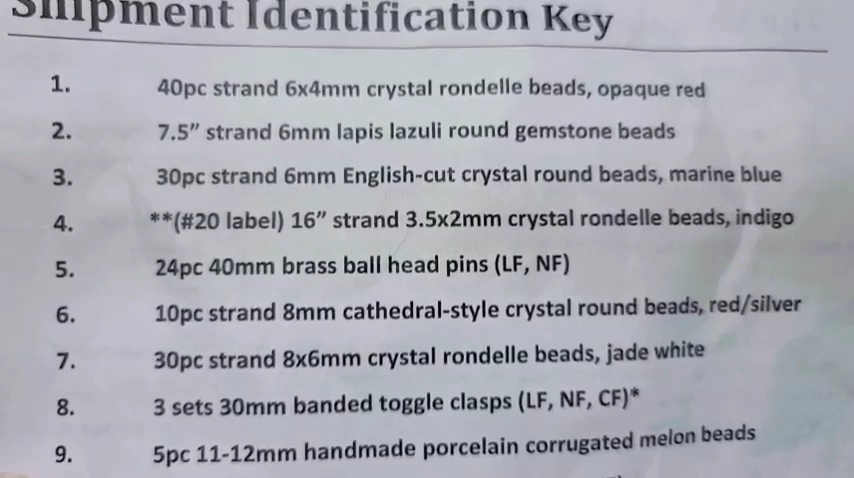 Shipment Identification Key
1. 40pc strand 6x4mm crystal rondelle beads, opaque red
2. 7.5” strand 6mm lapis lazuli round gemstone beads
3. 30pc strand 6mm English-cut crystal round beads, marine blue
4. **(#20 label) 16” strand 3.5x2mm crystal rondelle beads, indigo
5. 24pc 40mm brass ball head pins (LF, NF)
6. 10pc strand 8mm cathedral-style crystal round beads, red/silver
7. 30pc strand 8x6mm crystal rondelle beads, jade white
8. 3 sets 30mm banded toggle clasps (LF, NF, CF)*
9. 5pc 11-12mm handmade porcelain corrugated melon beads